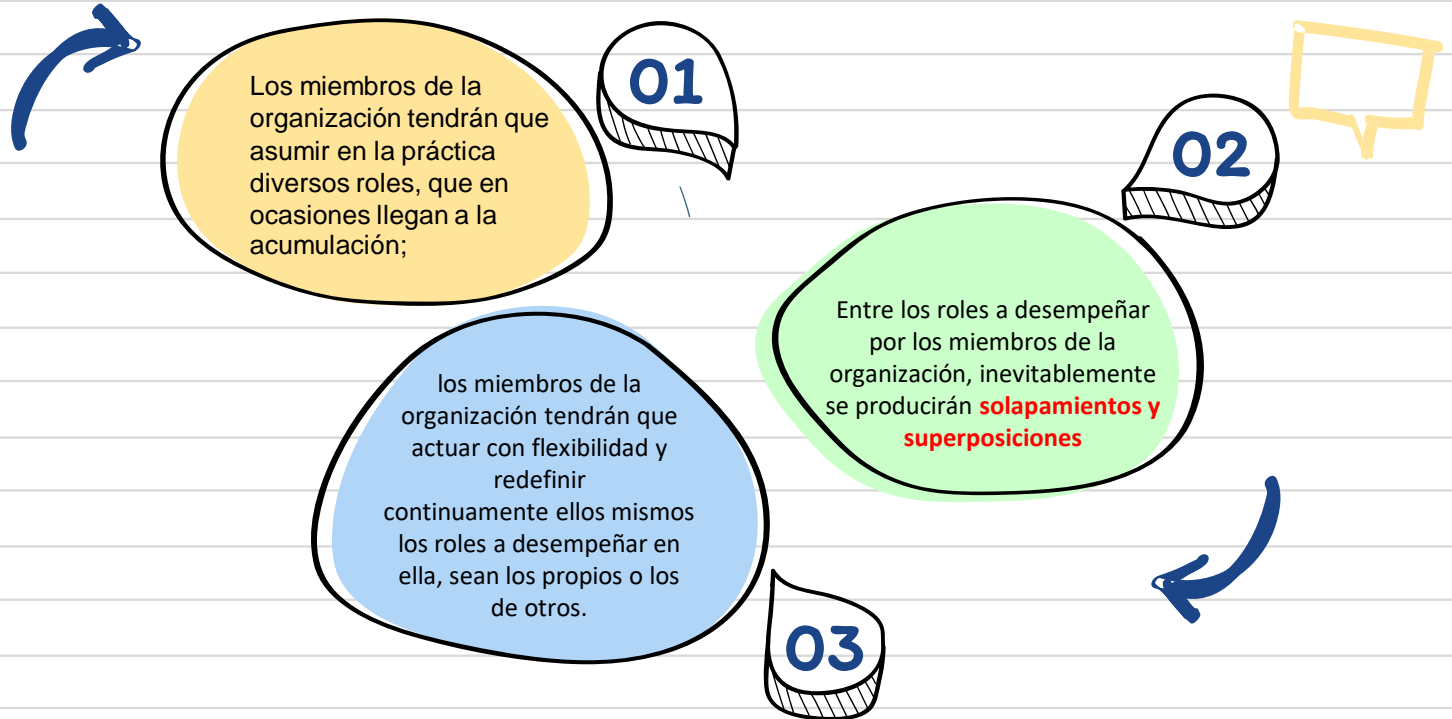 01
Los miembros de la
organización tendrán que
asumir en la práctica
diversos roles, que en
ocasiones llegan a la
acumulación;
02
Entre los roles a desempeñar
por los miembros de la
organización, inevitablemente
se producirán solapamientos y
superposiciones
los miembros de la
organización tendrán que
actuar con flexibilidad y
redefinir
continuamente ellos mismos
los roles a desempeñar en
ella, sean los propios o los
de otros.
03